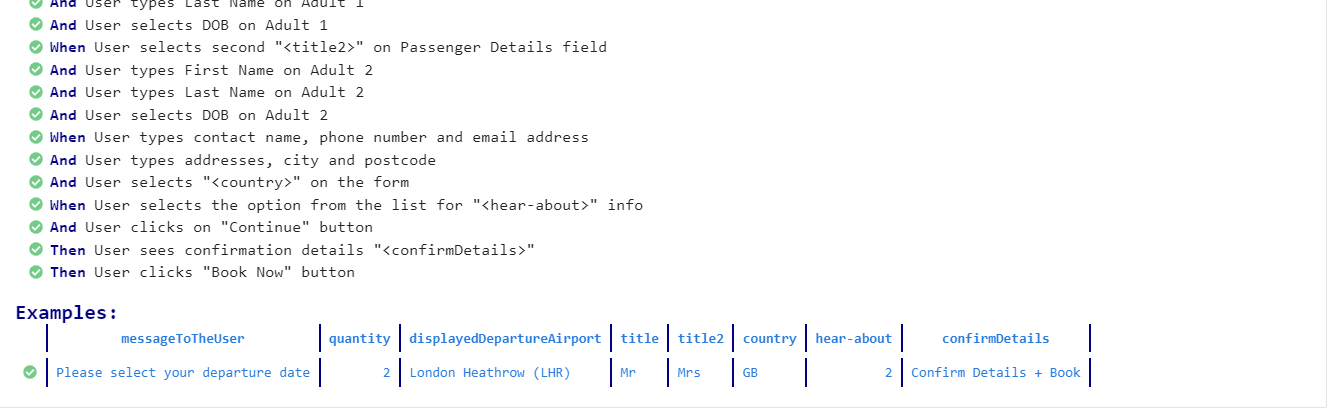 And User types Last Name on Adult 1
And User selects DOB on Adult 1
When User selects second "<title2>" on Passenger Details field
And User types First Name on Adult 2
And User types Last Name on Adult 2
And User selects DOB on Adult 2
When User types contact name, phone number and email address
And User types addresses, city and postcode
And User selects "<country>" on the form
When User selects the option from the list for "<hear-about>" info
And User clicks on "Continue" button
Then User sees confirmation details "<confirmDetails>"
Then User clicks "Book Now" button
Examples:
messageToTheUser quantity displayedDepartureAirport title title2 country hear-about confirmDetails
Please select your departure date 2 London Heathrow (LHR) Mr Mrs GB 2 Confirm Details + Book